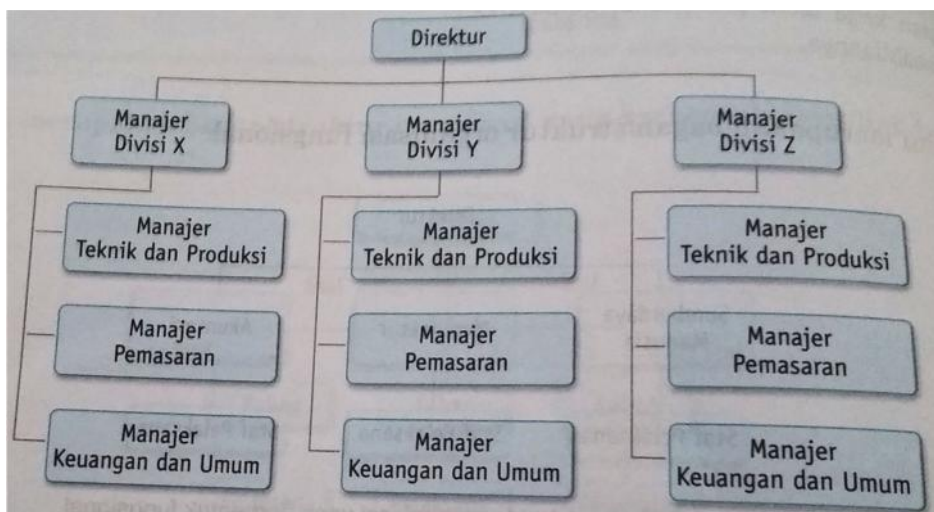 Direktur
Manajer
Divisi X
Manajer
Divisi Y
Manajer
Divisi Z
Manajer
Teknik dan Produksi
Manajer
Pemasaran
Manajer
Keuangan dan Umum
Manajer
Teknik dan Produksi
Manajer
Pemasaran
Manajer
Keuangan dan Umum
Manajer
Teknik dan Produksi
Manajer
Pemasaran
Manajer
Keuangan dan Umum